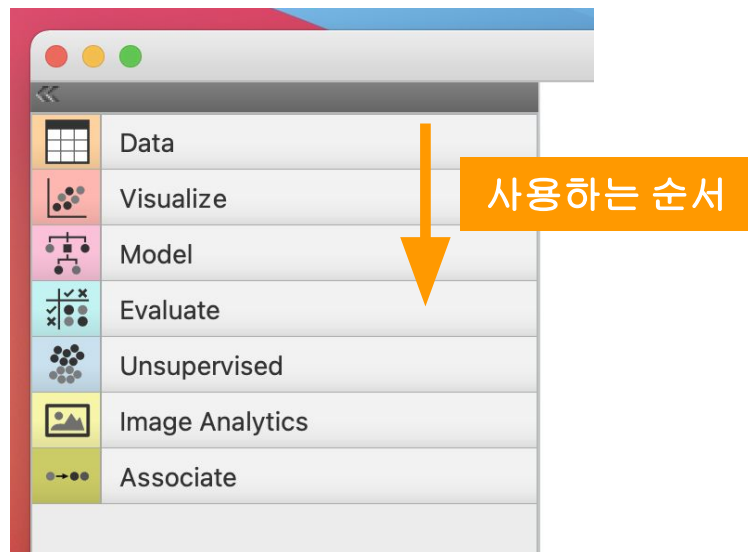 Data
Visualize
사용하는 순서
Model
Evaluate
Unsupervised
Image Analytics
Associate